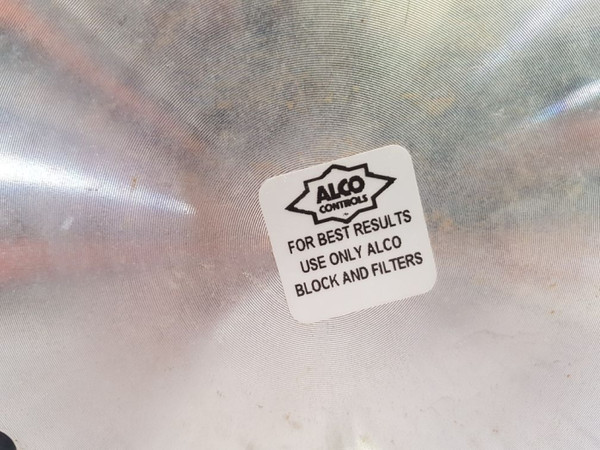 ALCO
CONTROLS
FOR BEST RESULTS
USE ONLY ALCO
BLOCK AND FILTERS